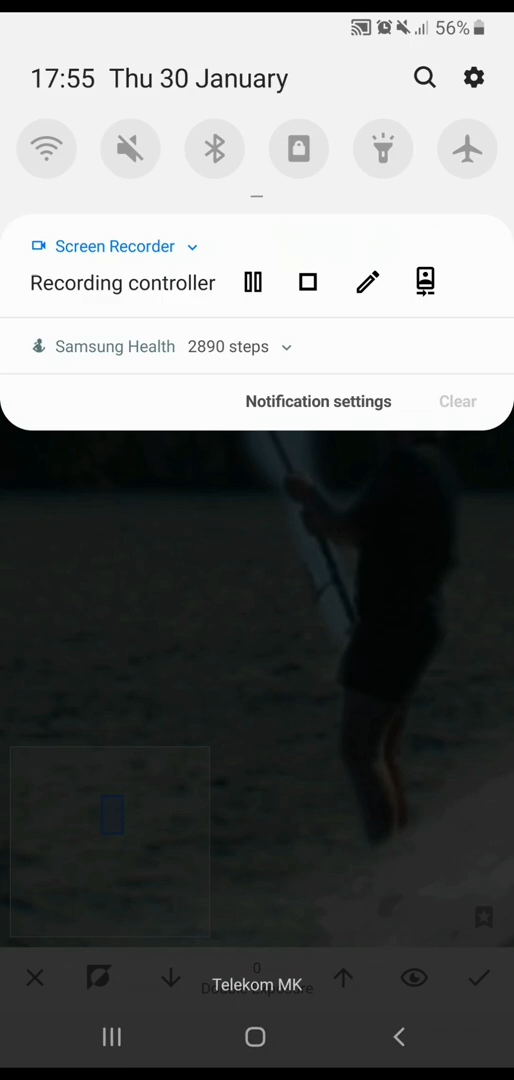 56%
17:55 Thu 30 January
Screen Recorder
Recording controller
Samsung Health 2890 steps
Notification settings Clear
0
Telekom MK